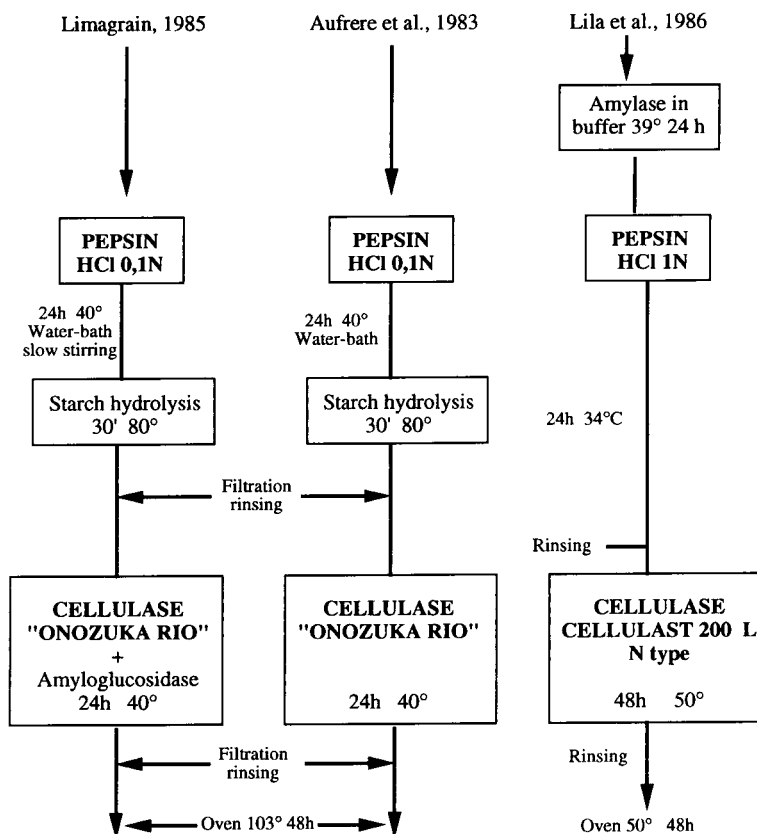 Limagrain, 1985
Aufrere et al., 1983
Lila et al., 1986
Amylase in
buffer 39° 24 h
PEPSIN
HCl 0,1N
PEPSIN
HCl 0,1N
PEPSIN
HCl 1N
24h 40°
Water-bath
slow stirring
24h 40°
Water-bath
24h 34°C
Starch hydrolysis
30' 80°
Starch hydrolysis
30' 80°
Filtration
rinsing
Rinsing
CELLULASE
"ONOZUKA RIO"
+
Amyloglucosidase
24h 40°
CELLULASE
"ONOZUKA RIO"
24h 40°
CELLULASE
CELLULAST 200 L
N type
48h 50°
Filtration
rinsing
Rinsing
Oven 103° 48h
Oven 50° 48h